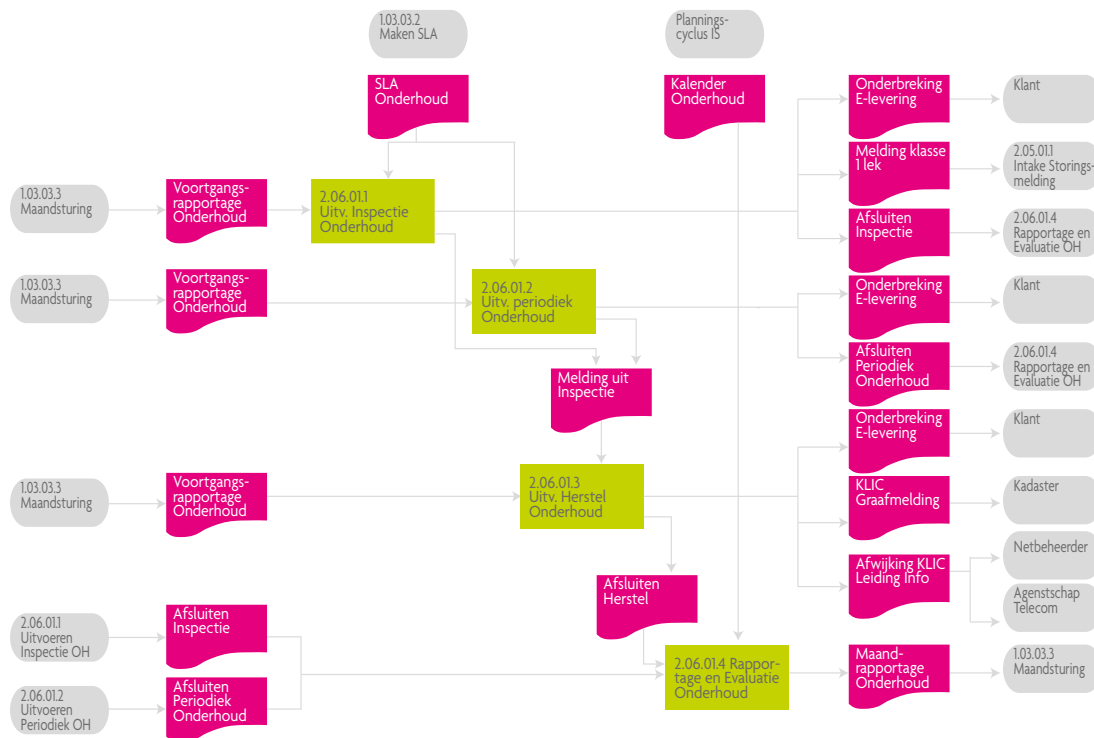 1.03.03.2
Maken SLA
Plannings-
cyclus IS
SLA
Onderhoud
Kalender
Onderhoud
Onderbreking
E-levering
Klant
Melding klasse
1 lek
2.05.01.1
Intake Storings-
melding
1.03.03.3
Maandsturing
Voortgangs-
rapportage
Onderhoud
2.06.01.1
Uitv. Inspectie
Onderhoud
Afsluiten
Inspectie
2.06.01.4
Rapportage en
Evaluatie OH
1.03.03.3
Maandsturing
Voortgangs-
rapportage
Onderhoud
2.06.01.2
Uitv. periodiek
Onderhoud
Onderbreking
E-levering
Klant
Afsluiten
Periodiek
Onderhoud
2.06.01.4
Rapportage en
Evaluatie OH
Melding uit
Inspectie
Onderbreking
E-levering
Klant
1.03.03.3
Maandsturing
Voortgangs-
rapportage
Onderhoud
2.06.01.3
Uitv. Herstel
Onderhoud
KLIC
Graafmelding
Kadaster
Afwijking KLIC
Leiding Info
Netbeheerder
Agenstschap
Telecom
Afsluiten
Herstel
2.06.01.1
Uitvoeren
Inspectie OH
Afsluiten
Inspectie
2.06.01.4 Rappor-
tage en Evaluatie
Onderhoud
Maand-
rapportage
Onderhoud
1.03.03.3
Maandsturing
2.06.01.2
Uitvoeren
Periodiek OH
Afsluiten
Periodiek
Onderhoud